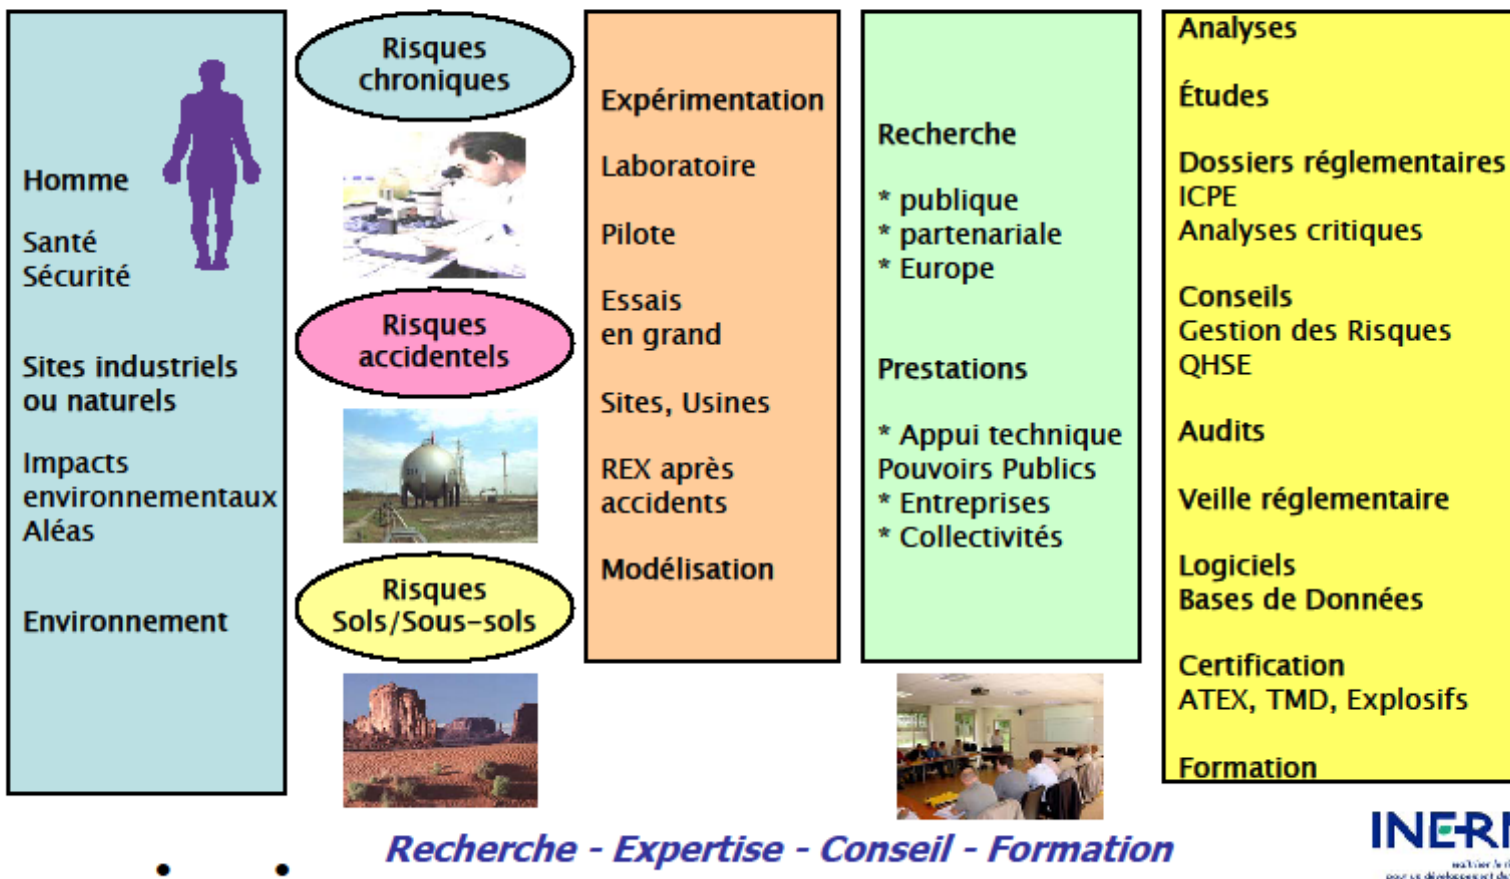 Homme
Santé
Sécurité
Sites industriels
ou naturels
Impacts
environnementaux
Aléas
Environnement
Risques
chroniques
Risques
accidentels
Risques
Sols/Sous-sols
Expérimentation
Laboratoire
Pilote
Essais
en grand
Sites, Usines
REX après
accidents
Modélisation
Recherche
* publique
* partenariale
* Europe
Prestations
* Appui technique
Pouvoirs Publics
* Entreprises
* Collectivités
Analyses
Études
Dossiers réglementaires
ICPE
Analyses critiques
Conseils
Gestion des Risques
QHSE
Audits
Veille réglementaire
Logiciels
Bases de Données
Certification
ATEX, TMD, Explosifs
Formation
Recherche - Expertise - Conseil - Formation